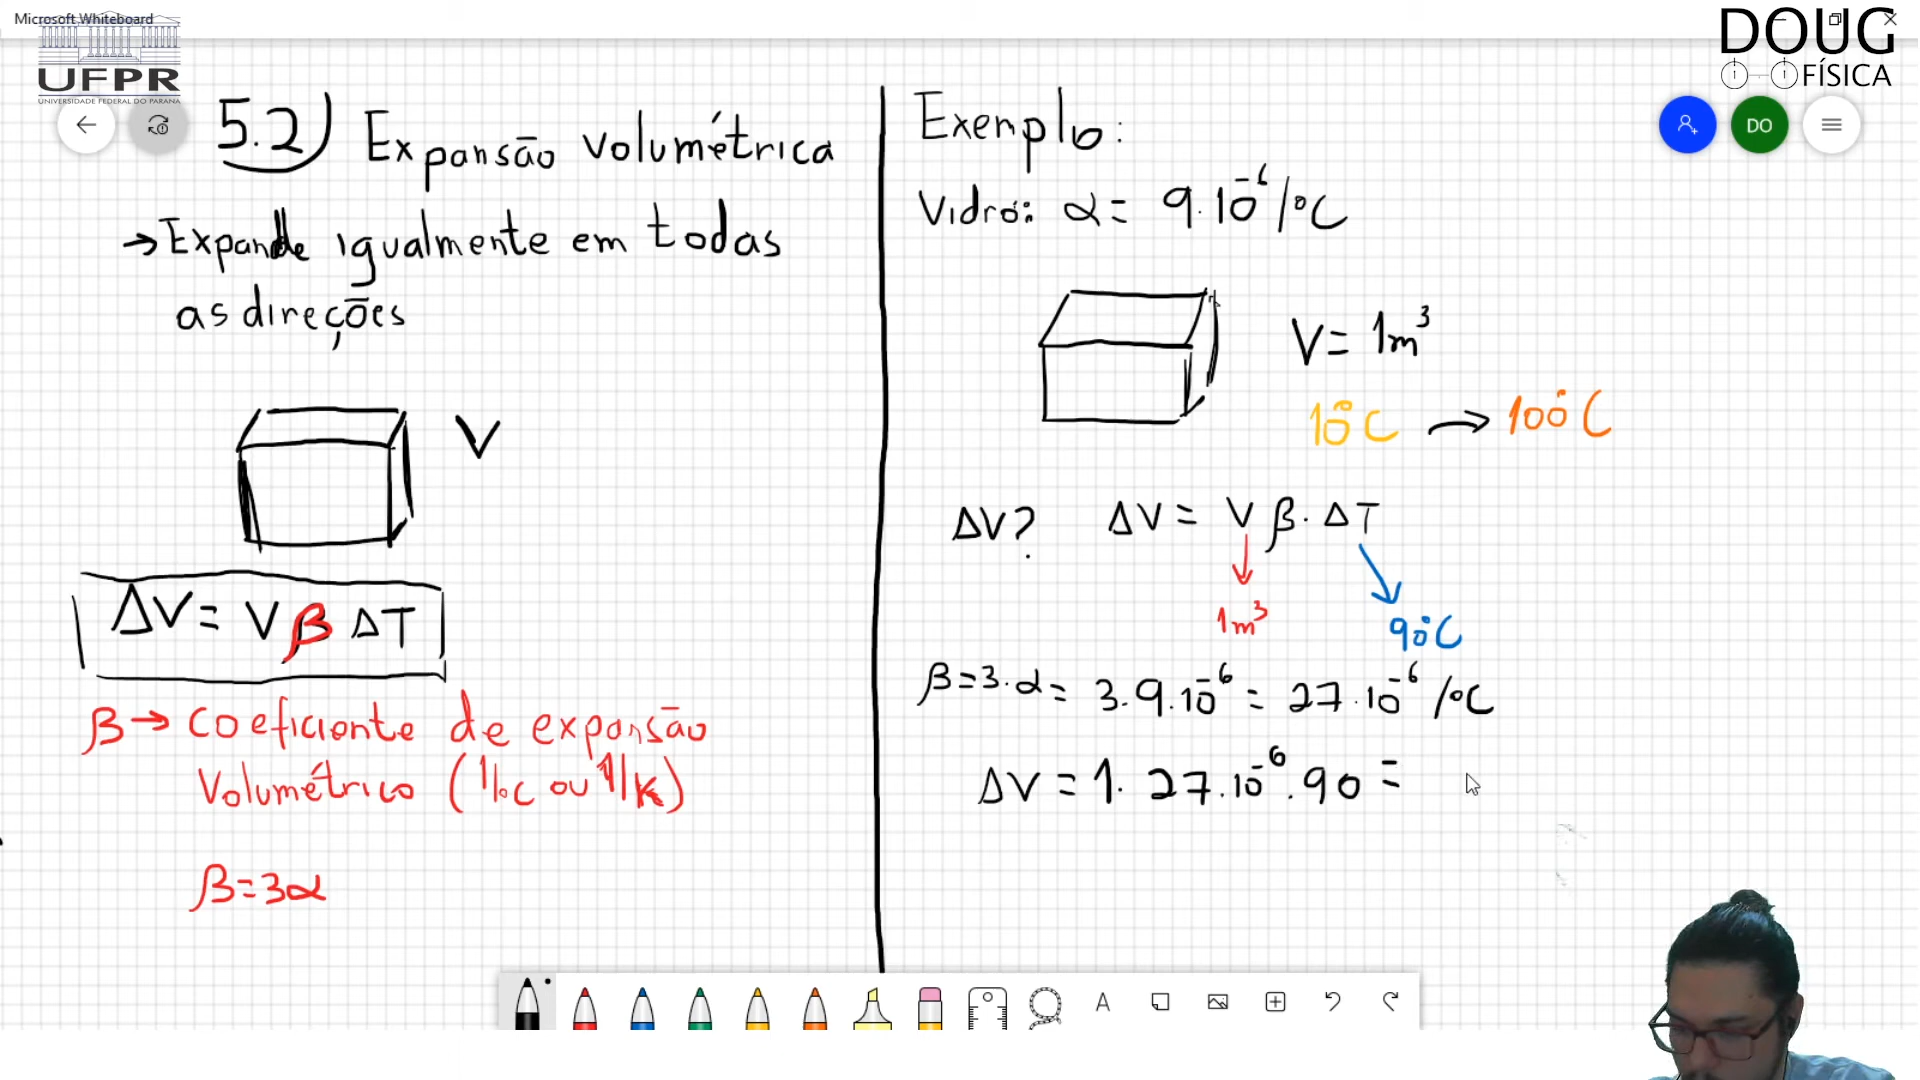 Microsoft Whiteboard
UFPR
UNIVERSIDADE FEDERAL DO PARANÁ
DOUG
FÍSICA
DO
5.2) Expansão Volumétrica
→ Expande igualmente em todas
as direções
V
ΔV = V β ΔT
β → Coeficiente de expansão
Volumétrico (1/°C ou 1/K)
β = 3α
Exemplo:
Vidro: α = 9.10⁻⁶/°C
V = 1m³
10°C → 100°C
ΔV? ΔV = V β. ΔT
1m³
90°C
β = 3.α = 3.9.10⁻⁶ = 27.10⁻⁶/°C
ΔV = 1. 27.10⁻⁶.90 =
A